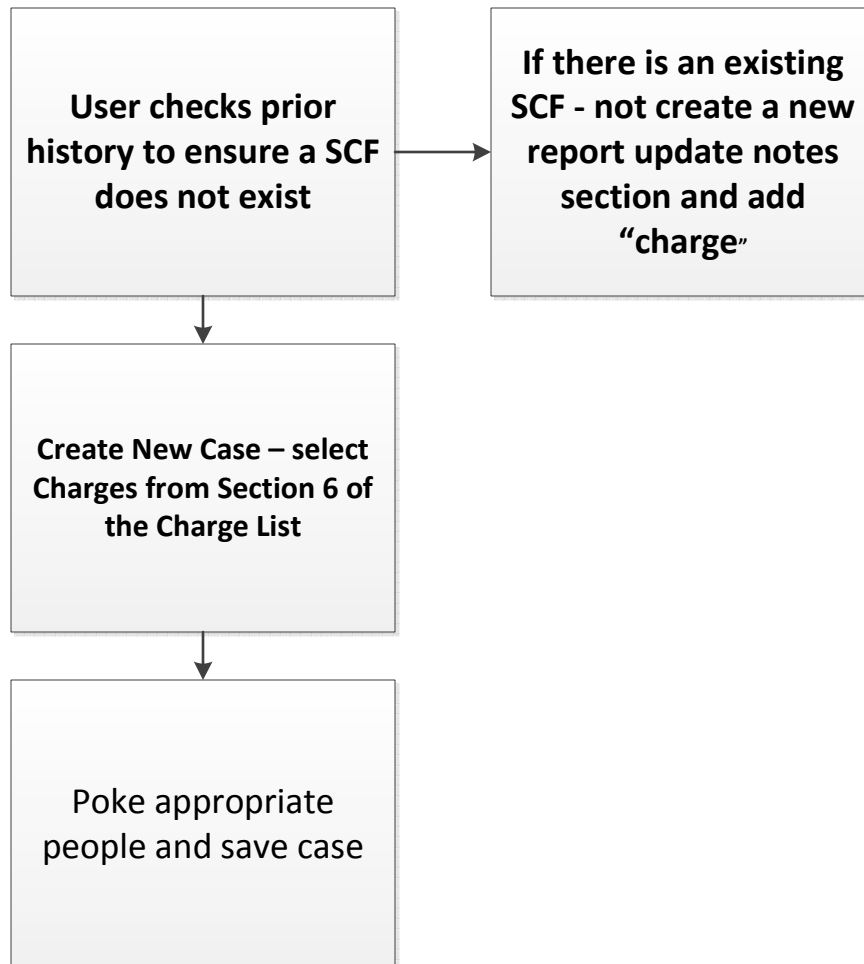 User checks prior
history to ensure a SCF
does not exist
If there is an existing
SCF - not create a new
report update notes
section and add
“charge”
Create New Case – select
Charges from Section 6 of
the Charge List
Poke appropriate
people and save case